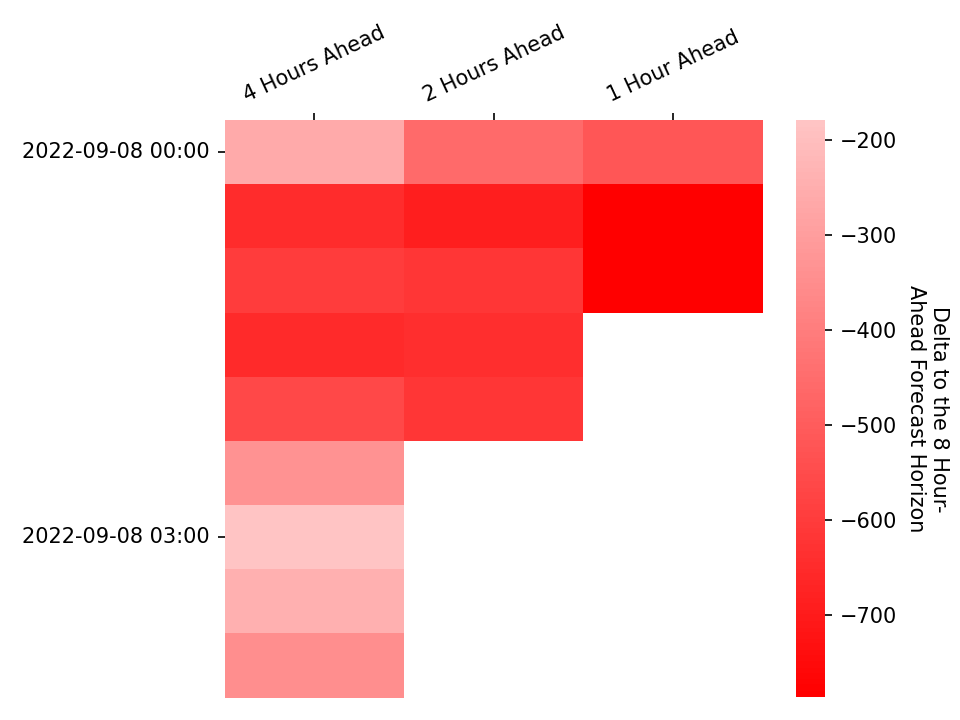 4 Hours Ahead
2 Hours Ahead
1 Hour Ahead
2022-09-08 00:00
2022-09-08 03:00
−200
−300
−400
−500
−600
−700
Delta to the 8 Hour-
Ahead Forecast Horizon